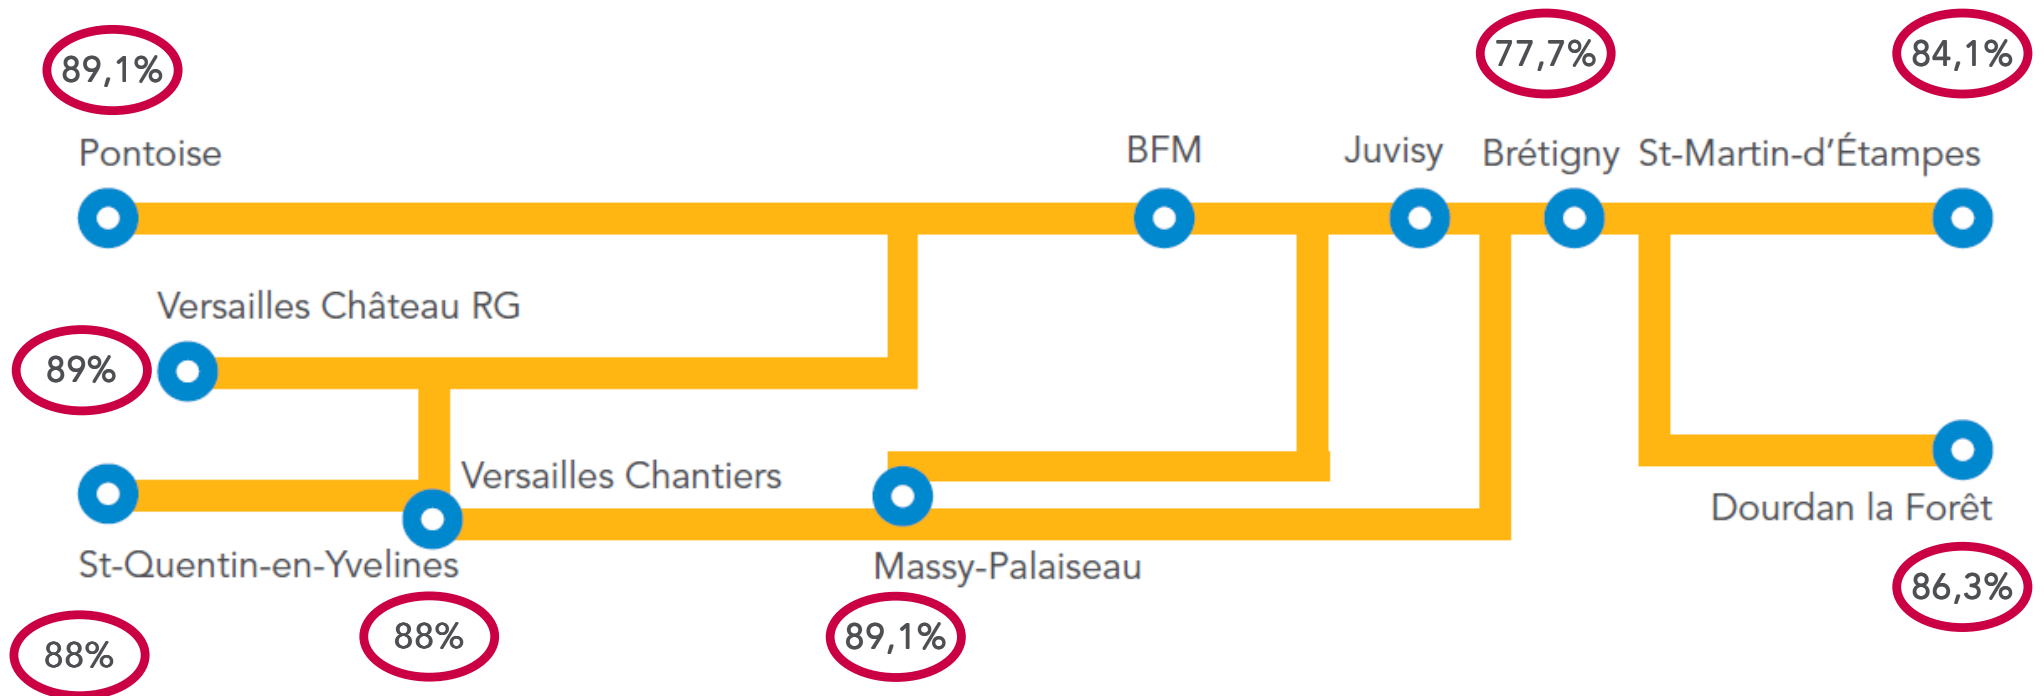 89,1%
77,7%
84,1%
Pontoise
BFM
Juvisy
Brétigny
St-Martin-d'Étampes
Versailles Château RG
89%
Versailles Chantiers
St-Quentin-en-Yvelines
Massy-Palaiseau
Dourdan la Forêt
88%
88%
89,1%
86,3%